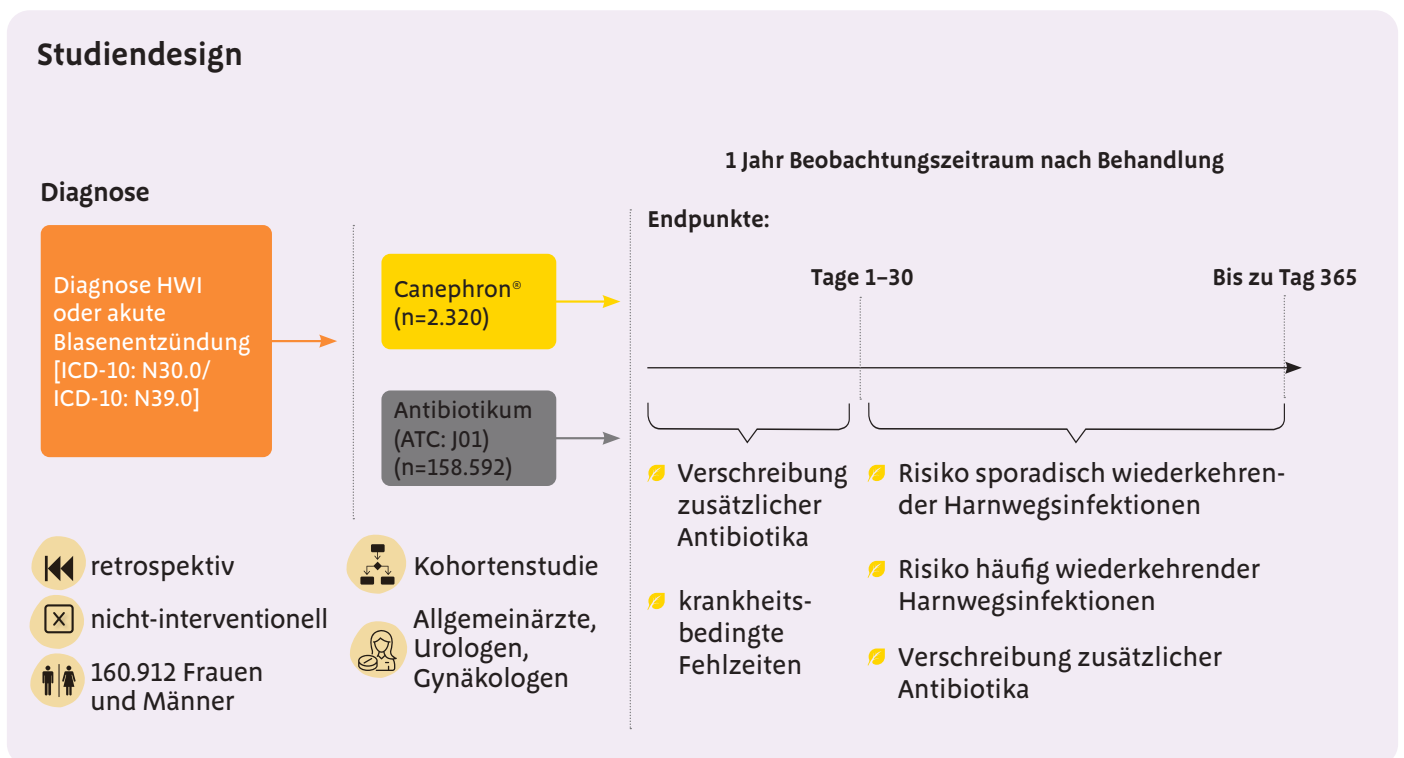 Studiendesign
1 Jahr Beobachtungszeitraum nach Behandlung
Diagnose
Diagnose HWI
oder akute
Blasenentzündung
[ICD-10: N30.0/
ICD-10: N39.0]
Canephron®
(n=2.320)
Antibiotikum
(ATC: J01)
(n=158.592)
Endpunkte:
Tage 1–30
Bis zu Tag 365
Verschreibung
zusätzlicher
Antibiotika
krankheits-
bedingte
Fehlzeiten
Risiko sporadisch wiederkehren-
der Harnwegsinfektionen
Risiko häufig wiederkehrender
Harnwegsinfektionen
Verschreibung zusätzlicher
Antibiotika
retrospektiv
nicht-interventionell
160.912 Frauen
und Männer
Kohortenstudie
Allgemeinärzte,
Urologen,
Gynäkologen